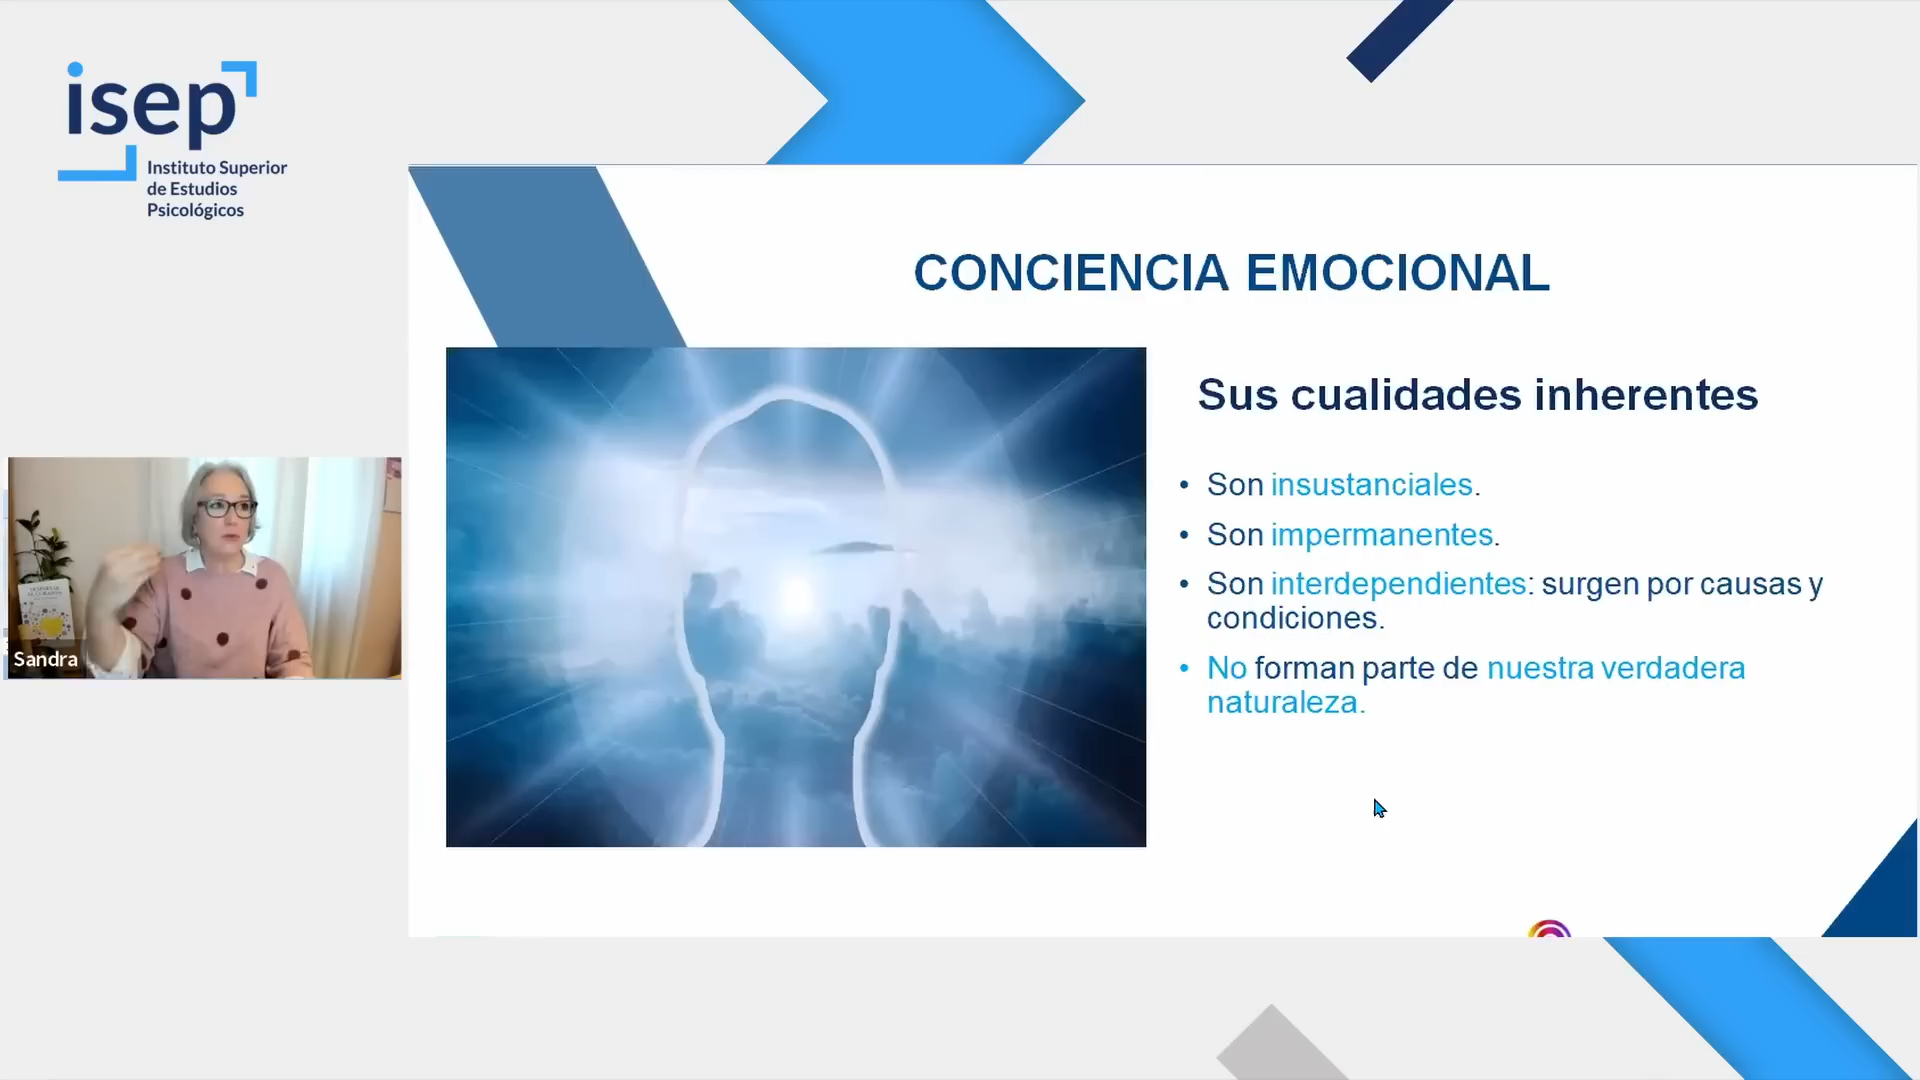 isep
Instituto Superior
de Estudios
Psicológicos
CONCIENCIA EMOCIONAL
Sus cualidades inherentes
• Son insustanciales.
• Son impermanentes.
• Son interdependientes: surgen por causas y
condiciones.
• No forman parte de nuestra verdadera
naturaleza.
Sandra